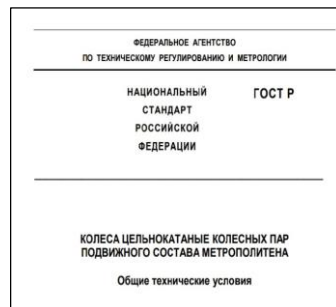 ФЕДЕРАЛЬНОЕ АГЕНТСТВО
ПО ТЕХНИЧЕСКОМУ РЕГУЛИРОВАНИЮ И МЕТРОЛОГИИ
НАЦИОНАЛЬНЫЙ ГОСТ Р
СТАНДАРТ
РОССИЙСКОЙ
ФЕДЕРАЦИИ
КОЛЕСА ЦЕЛЬНОКАТАНЫЕ КОЛЕСНЫХ ПАР
ПОДВИЖНОГО СОСТАВА МЕТРОПОЛИТЕНА
Общие технические условия